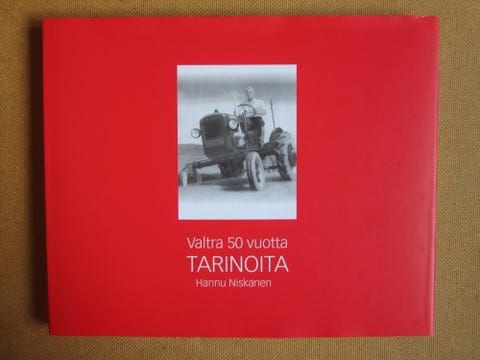 Valtra 50 vuotta
TARINOITA
Hannu Niskanen